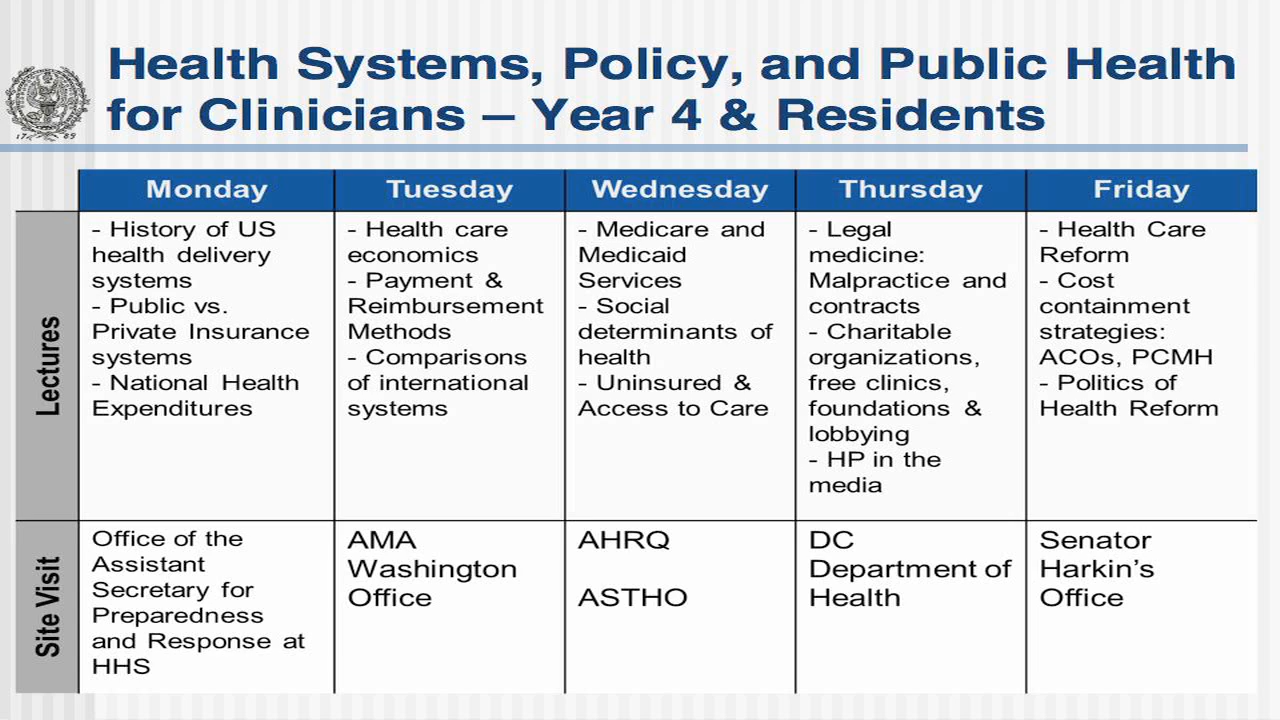 Health Systems, Policy, and Public Health
for Clinicians – Year 4 & Residents
17 89
Monday
Tuesday
Wednesday
Thursday
Friday
Lectures
- History of US
health delivery
systems
- Public vs.
Private Insurance
systems
- National Health
Expenditures
- Health care
economics
- Payment &
Reimbursement
Methods
- Comparisons
of international
systems
- Medicare and
Medicaid
Services
- Social
determinants of
health
- Uninsured &
Access to Care
- Legal
medicine:
Malpractice and
contracts
- Charitable
organizations,
free clinics,
foundations &
lobbying
- HP in the
media
- Health Care
Reform
- Cost
containment
strategies:
ACOs, PCMH
- Politics of
Health Reform
Site Visit
Office of the
Assistant
Secretary for
Preparedness
and Response at
HHS
AMA
Washington
Office
AHRQ
ASTHO
DC
Department of
Health
Senator
Harkin’s
Office